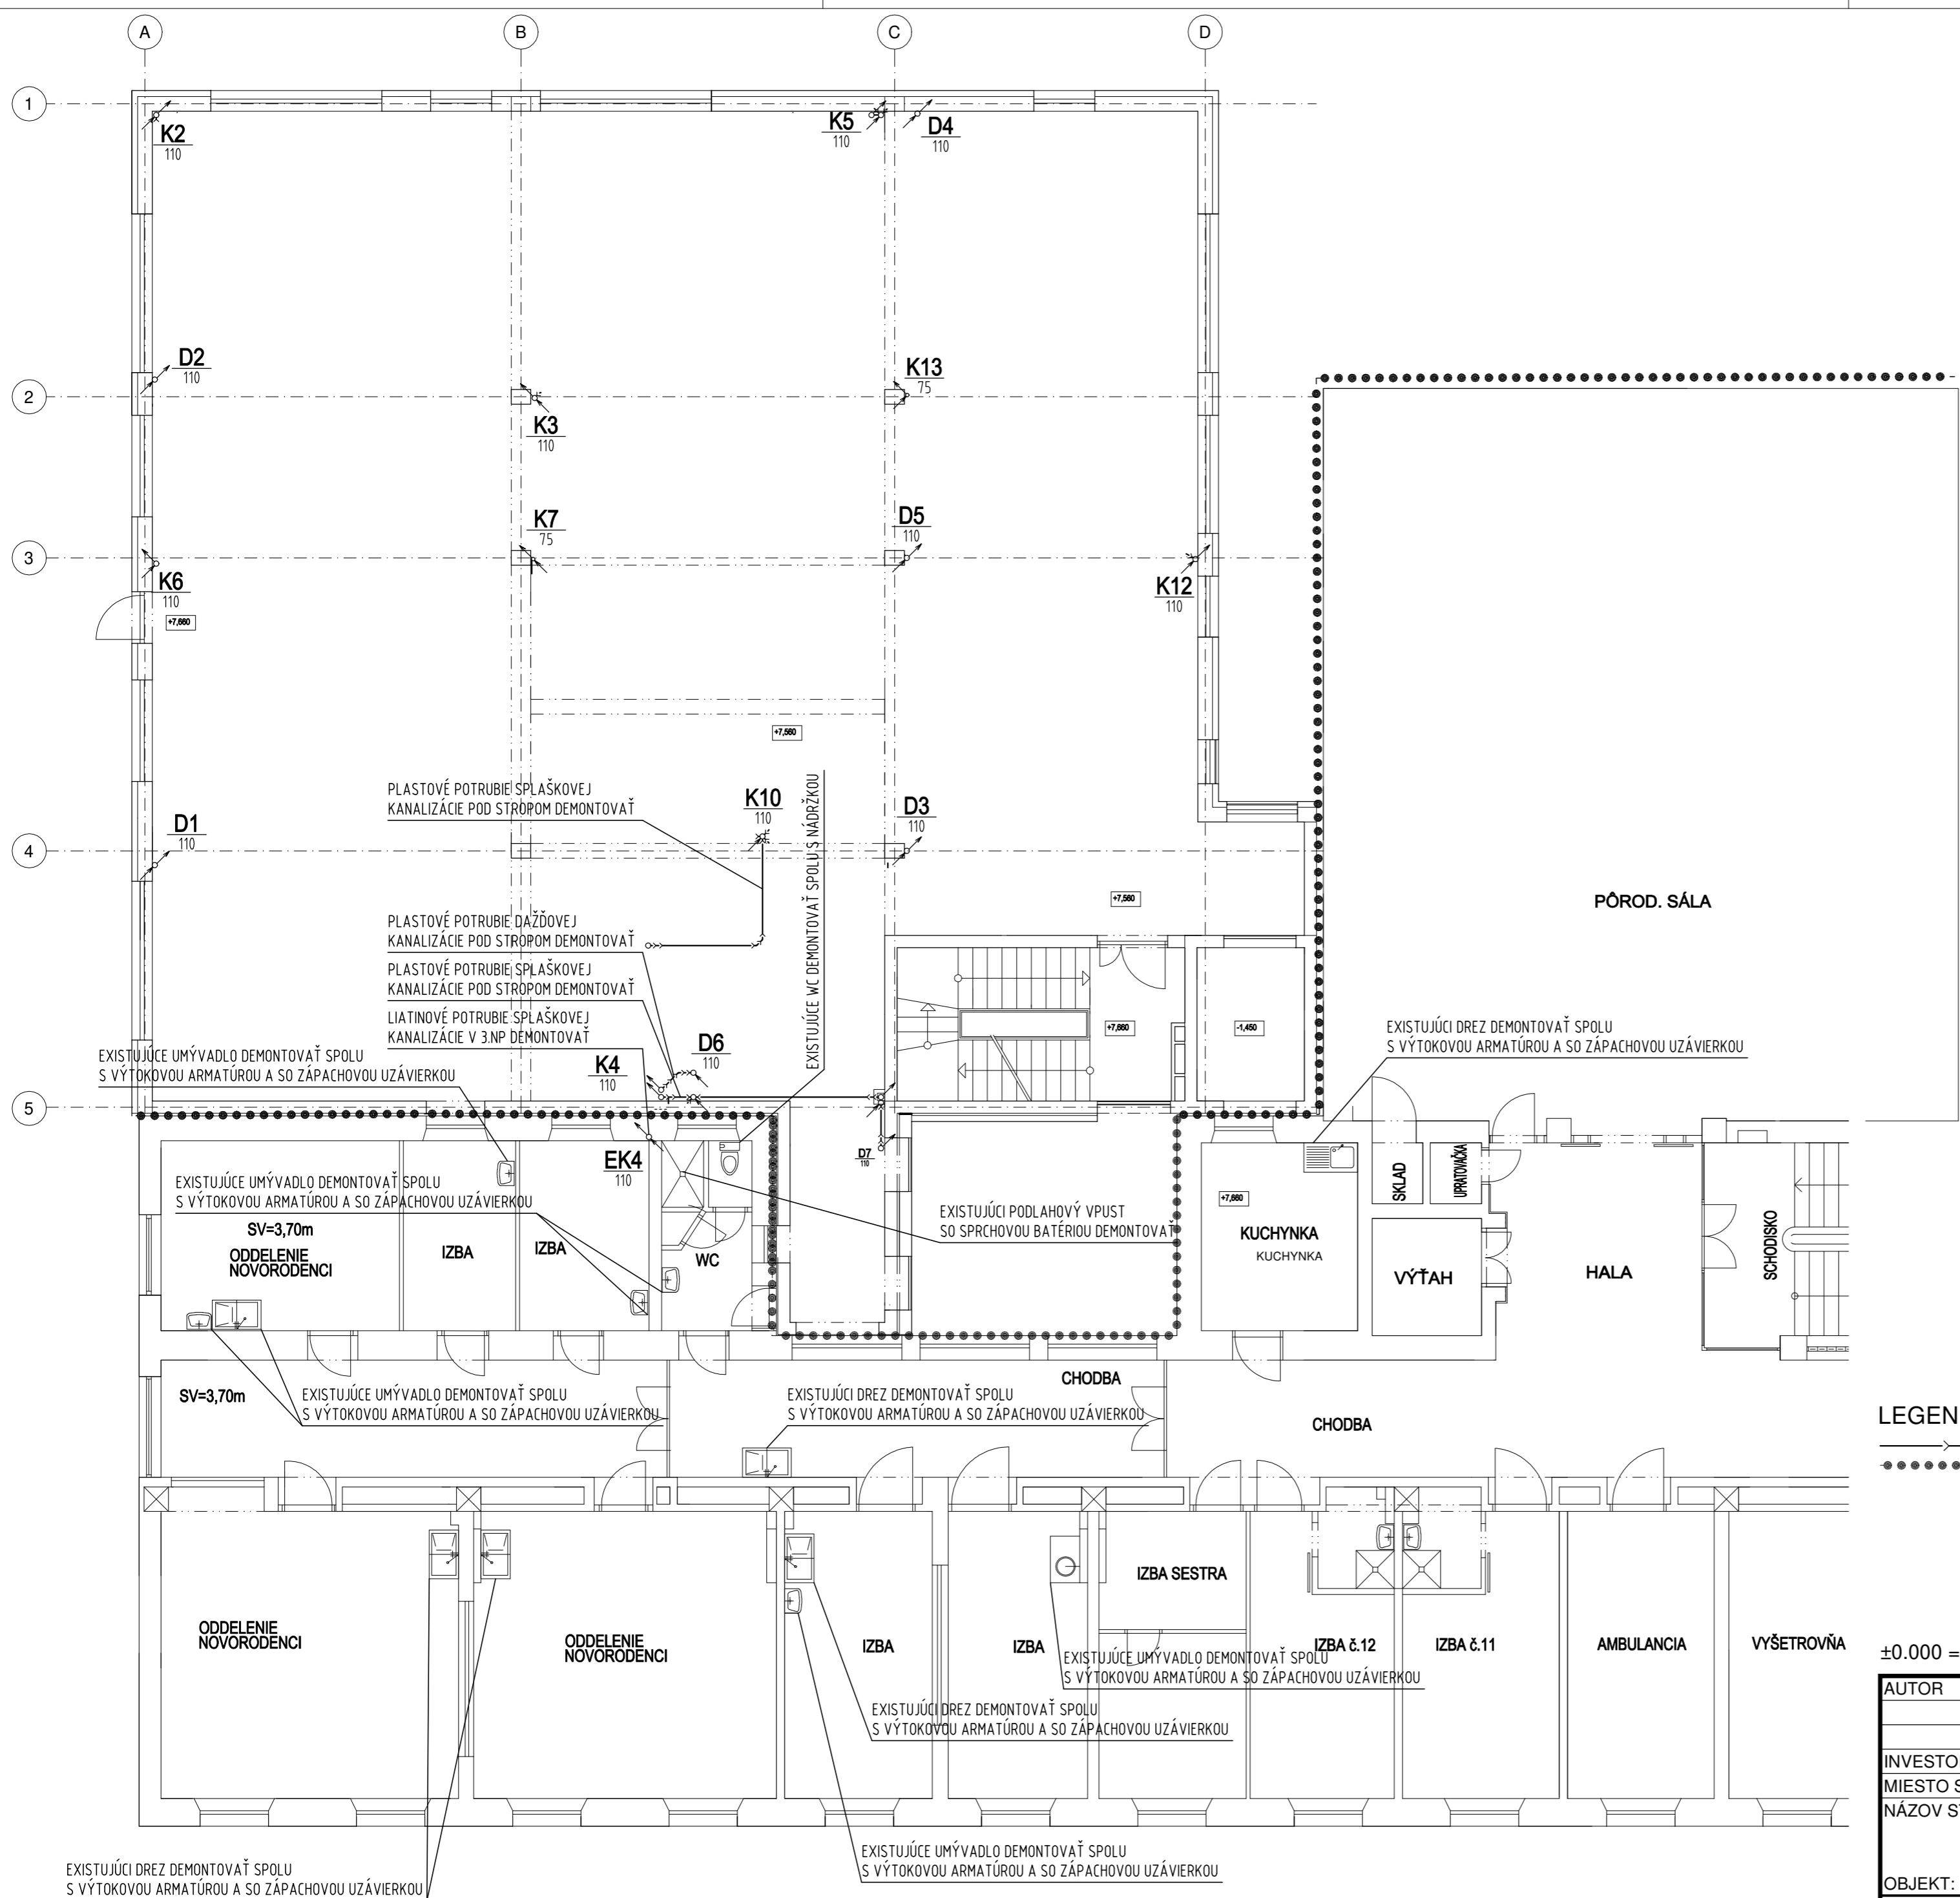 A
B
C
D
1
K2
110
K5
110
D4
110
D2
110
K13
75
2
K3
110
K7
75
D5
110
3
K6
110
K12
110
+7,660
+7,560
PLASTOVÉ POTRUBIE SPLAŠKOVEJ
KANALIZÁCIE POD STROPOM DEMONTOVAŤ
K10
110
EXISTUJÚCE WC DEMONTOVAŤ SPOLU S NÁDRŽKOU
D3
110
D1
110
4
+7,560
PÔROD. SÁLA
PLASTOVÉ POTRUBIE DAŽĎOVEJ
KANALIZÁCIE POD STROPOM DEMONTOVAŤ
PLASTOVÉ POTRUBIE SPLAŠKOVEJ
KANALIZÁCIE POD STROPOM DEMONTOVAŤ
LIATINOVÉ POTRUBIE SPLAŠKOVEJ
KANALIZÁCIE V 3.NP DEMONTOVAŤ
+7,660
-1,450
EXISTUJÚCI DREZ DEMONTOVAŤ SPOLU
S VÝTOKOVOU ARMATÚROU A SO ZÁPACHOVOU UZÁVIERKOU
EXISTUJÚCE UMÝVADLO DEMONTOVAŤ SPOLU
S VÝTOKOVOU ARMATÚROU A SO ZÁPACHOVOU UZÁVIERKOU
K4
110
D6
110
5
EK4
110
D7
110
EXISTUJÚCE UMÝVADLO DEMONTOVAŤ SPOLU
S VÝTOKOVOU ARMATÚROU A SO ZÁPACHOVOU UZÁVIERKOU
SKLAD
UPRATOVAČKA
+7,660
EXISTUJÚCI PODLAHOVÝ VPUST
SO SPRCHOVOU BATÉRIOU DEMONTOVAŤ
SV=3,70m
ODDELENIE
NOVORODENCI
IZBA
IZBA
WC
KUCHYNKA
KUCHYNKA
VÝŤAH
HALA
SCHODISKO
SV=3,70m
EXISTUJÚCE UMÝVADLO DEMONTOVAŤ SPOLU
S VÝTOKOVOU ARMATÚROU A SO ZÁPACHOVOU UZÁVIERKOU
EXISTUJÚCI DREZ DEMONTOVAŤ SPOLU
S VÝTOKOVOU ARMATÚROU A SO ZÁPACHOVOU UZÁVIERKOU
CHODBA
CHODBA
LEGEN
IZBA SESTRA
ODDELENIE
NOVORODENCI
ODDELENIE
NOVORODENCI
IZBA
IZBA
IZBA č.12
IZBA č.11
AMBULANCIA
VYŠETROVŇA
EXISTUJÚCE UMÝVADLO DEMONTOVAŤ SPOLU
S VÝTOKOVOU ARMATÚROU A SO ZÁPACHOVOU UZÁVIERKOU
EXISTUJÚCI DREZ DEMONTOVAŤ SPOLU
S VÝTOKOVOU ARMATÚROU A SO ZÁPACHOVOU UZÁVIERKOU
±0.000 =
AUTOR
INVESTO
MIESTO S
NÁZOV S
OBJEKT:
EXISTUJÚCE UMÝVADLO DEMONTOVAŤ SPOLU
S VÝTOKOVOU ARMATÚROU A SO ZÁPACHOVOU UZÁVIERKOU
EXISTUJÚCI DREZ DEMONTOVAŤ SPOLU
S VÝTOKOVOU ARMATÚROU A SO ZÁPACHOVOU UZÁVIERKOU